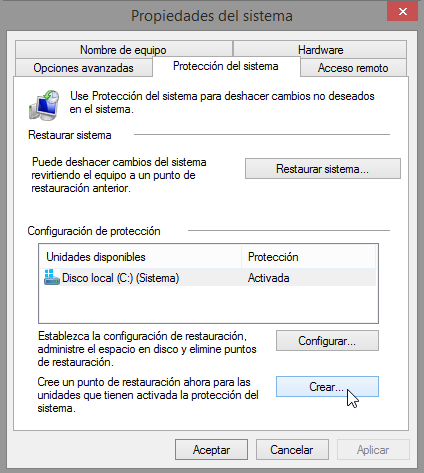 Propiedades del sistema
Nombre de equipo
Hardware
Opciones avanzadas
Protección del sistema
Acceso remoto
Use Protección del sistema para deshacer cambios no deseados
en el sistema.
Restaurar sistema
Puede deshacer cambios del sistema
revirtiendo el equipo a un punto de
restauración anterior.
Restaurar sistema...
Configuración de protección
Unidades disponibles
Protección
Disco local (C:) (Sistema)
Activada
Establezca la configuración de restauración,
administre el espacio en disco y elimine puntos
de restauración.
Configurar...
Cree un punto de restauración ahora para las
unidades que tienen activada la protección del
sistema.
Crear...
Aceptar
Cancelar
Aplicar